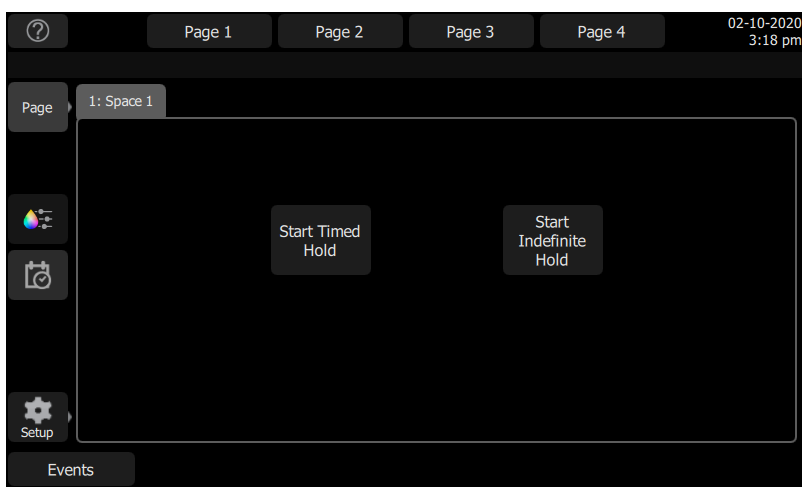 ?
Page 1
Page 2
Page 3
Page 4
02-10-2020
3:18 pm
Page
1: Space 1
Start Timed
Hold
Start
Indefinite
Hold
Setup
Events